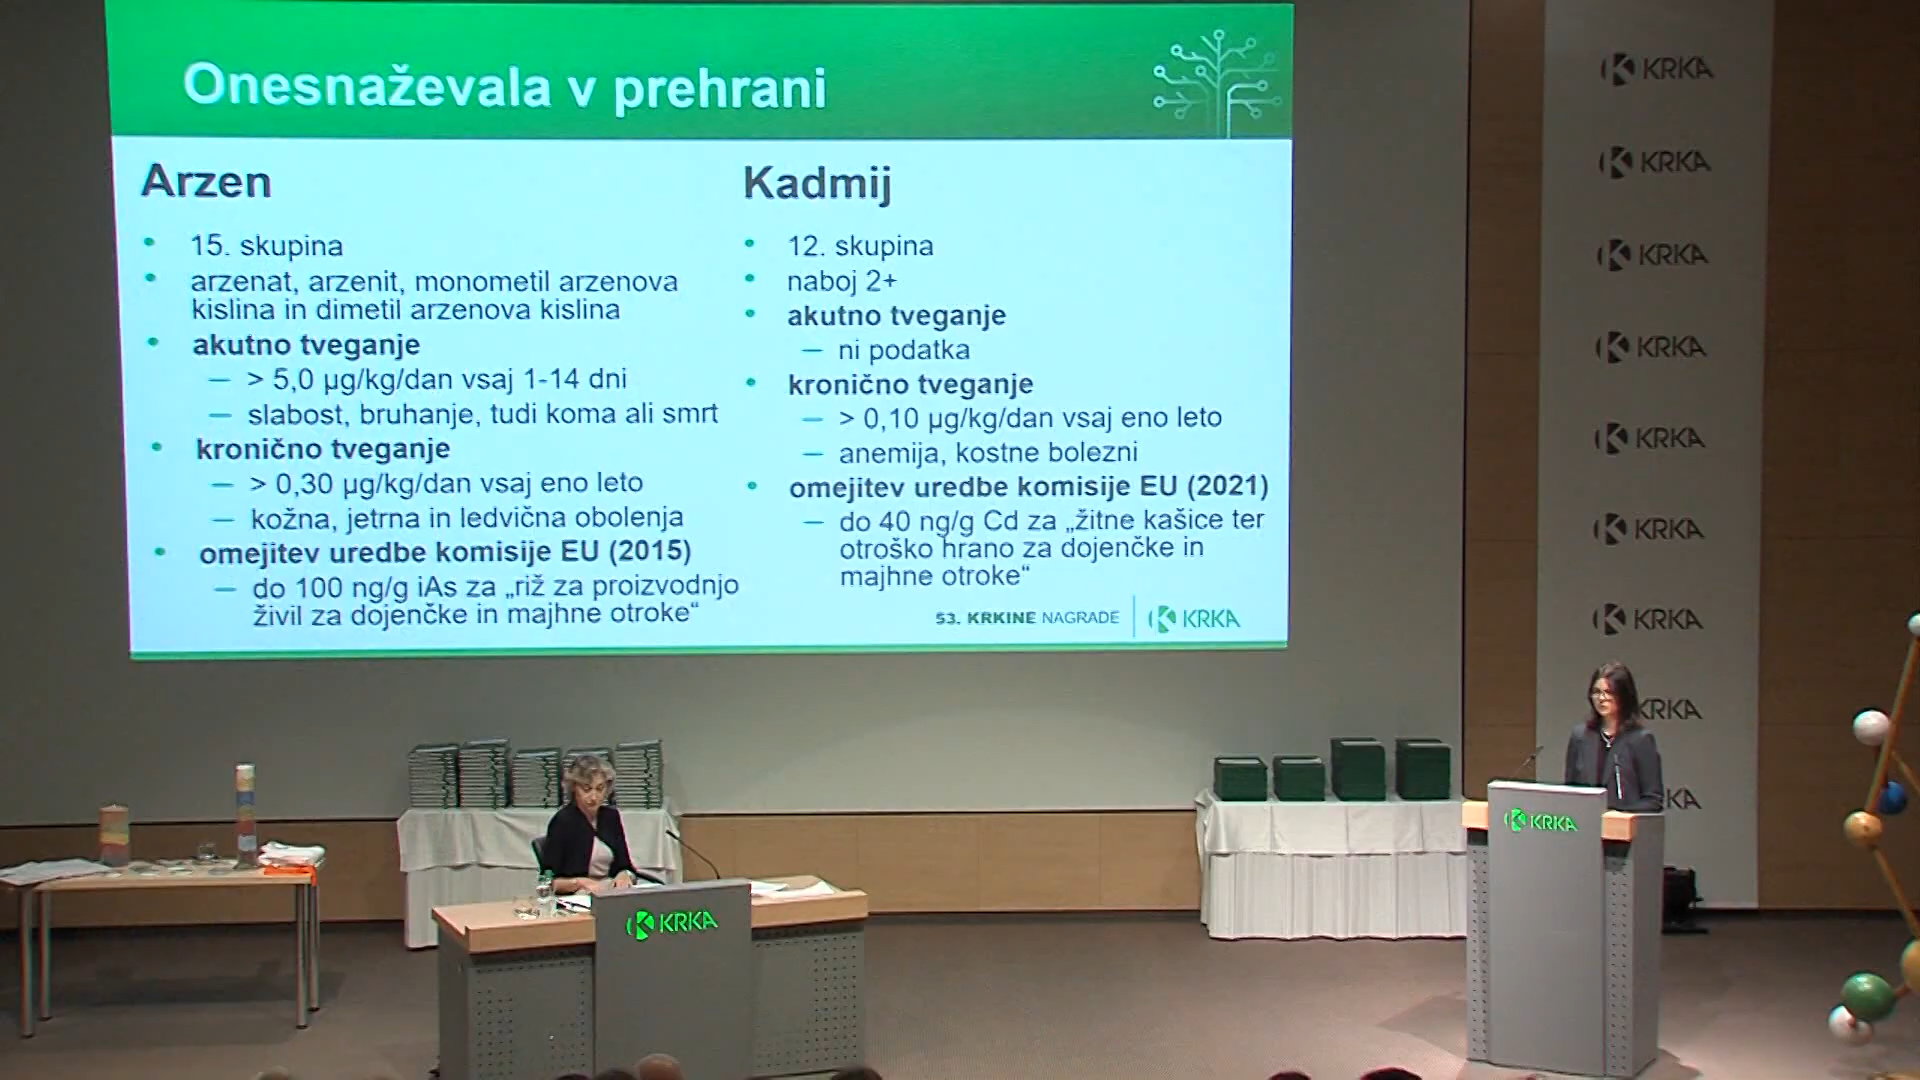 Onesnaževala v prehrani
Arzen
• 15. skupina
• arzenat, arzenit, monometil arzenova
kislina in dimetil arzenova kislina
• akutno tveganje
– > 5,0 µg/kg/dan vsaj 1-14 dni
– slabost, bruhanje, tudi koma ali smrt
• kronično tveganje
– > 0,30 µg/kg/dan vsaj eno leto
– kožna, jetrna in ledvična obolenja
• omejitev uredbe komisije EU (2015)
– do 100 ng/g iAs za „riž za proizvodnjo
živil za dojenčke in majhne otroke“
Kadmij
• 12. skupina
• naboj 2+
• akutno tveganje
– ni podatka
• kronično tveganje
– > 0,10 µg/kg/dan vsaj eno leto
– anemija, kostne bolezni
• omejitev uredbe komisije EU (2021)
– do 40 ng/g Cd za „žitne kašice ter
otroško hrano za dojenčke in
majhne otroke“
53. KRKINE NAGRADE
KRKA
KRKA
KRKA
KRKA
KRKA
KRKA
KRKA
KRKA
KRKA
KA
KRKA
KRKA